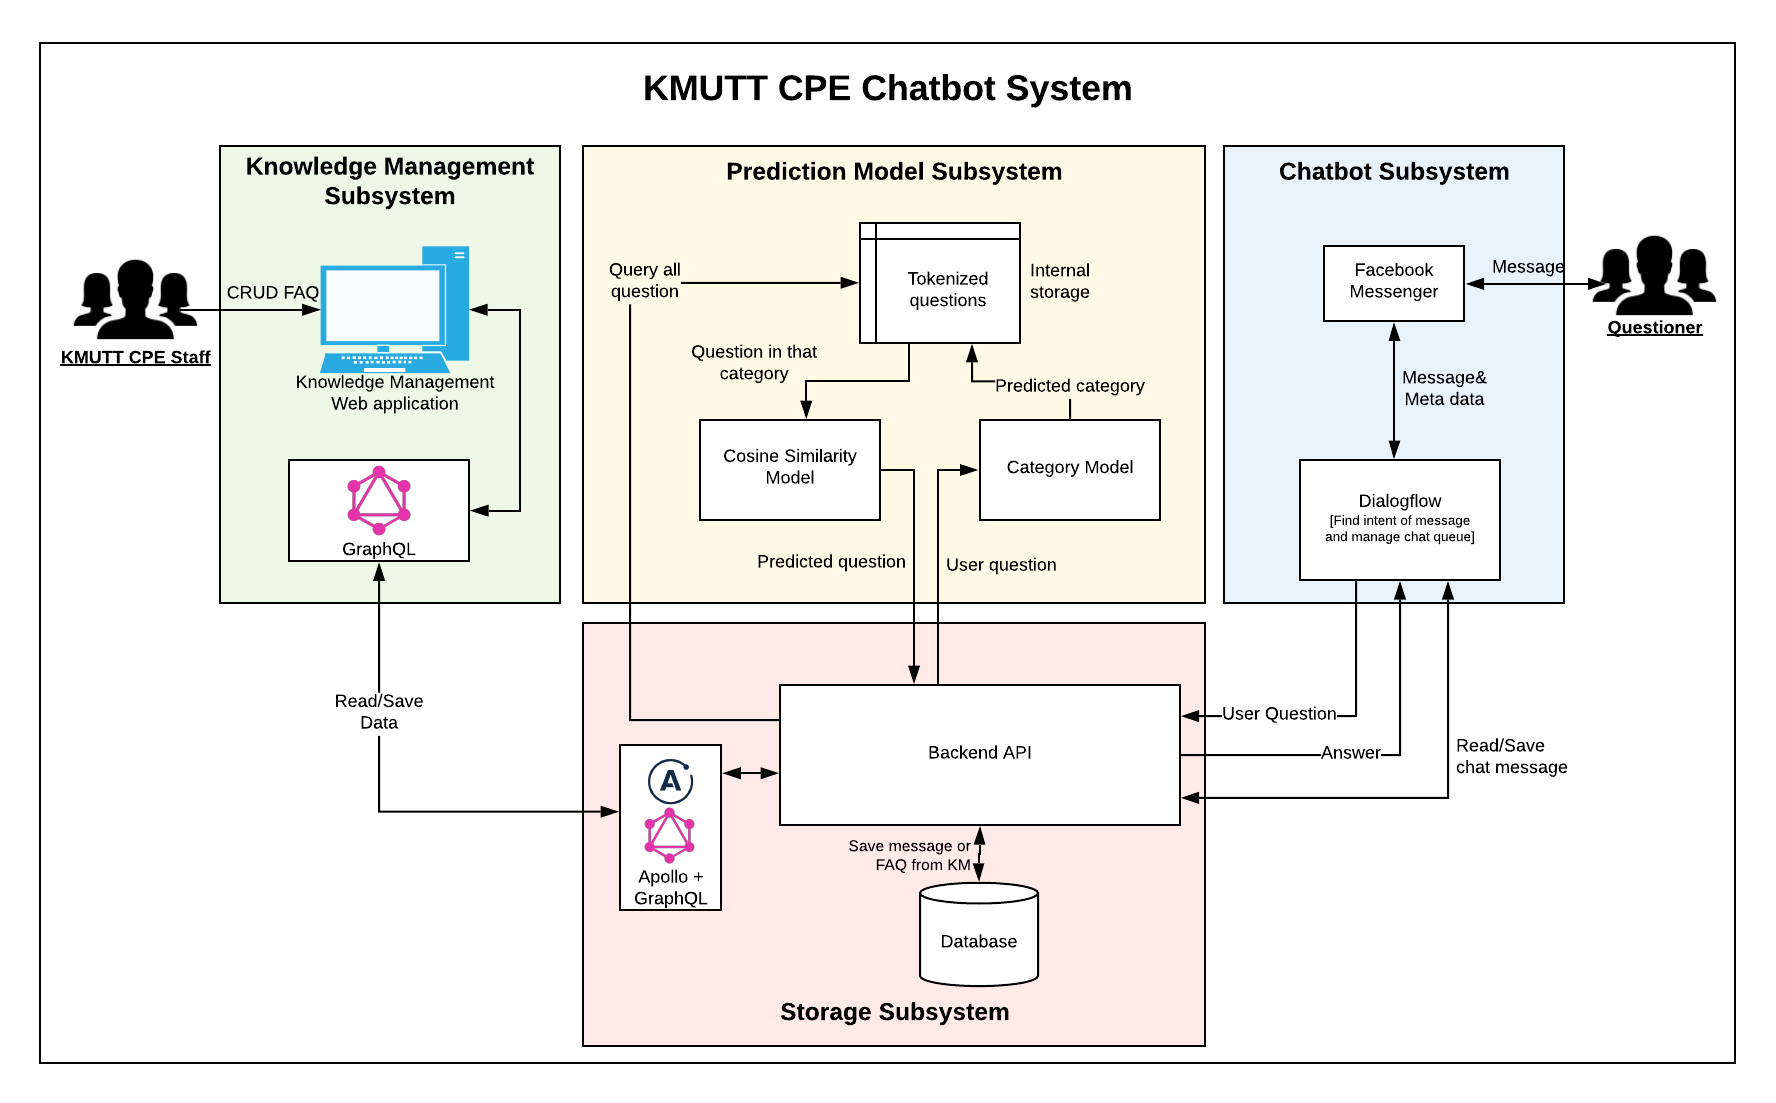 KMUTT CPE Chatbot System
Knowledge Management
Subsystem
CRUD FAQ
KMUTT CPE Staff
Knowledge Management
Web application
GraphQL
Read/Save
Data
Prediction Model Subsystem
Query all
question
Tokenized
questions
Internal
storage
Question in that
category
Predicted category
Cosine Similarity
Model
Category Model
Predicted question
User question
Chatbot Subsystem
Facebook
Messenger
Message
Questioner
Message&
Meta data
Dialogflow
[Find intent of message
and manage chat queue]
User Question
Answer
Read/Save
chat message
Backend API
A
Apollo +
GraphQL
Save message or
FAQ from KM
Database
Storage Subsystem